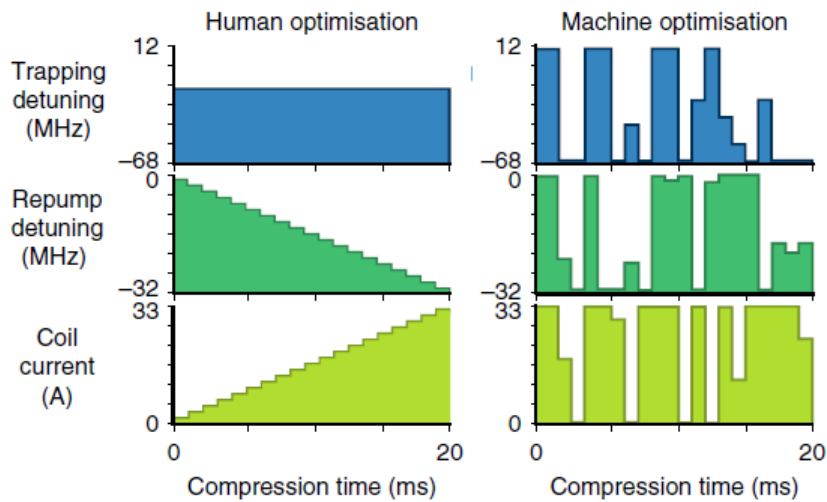 Human optimisation
Machine optimisation
Trapping
detuning
(MHz)
12
−68
12
−68
Repump
detuning
(MHz)
0
−32
0
−32
Coil
current
(A)
33
0
33
0
0
20
0
20
Compression time (ms)
Compression time (ms)